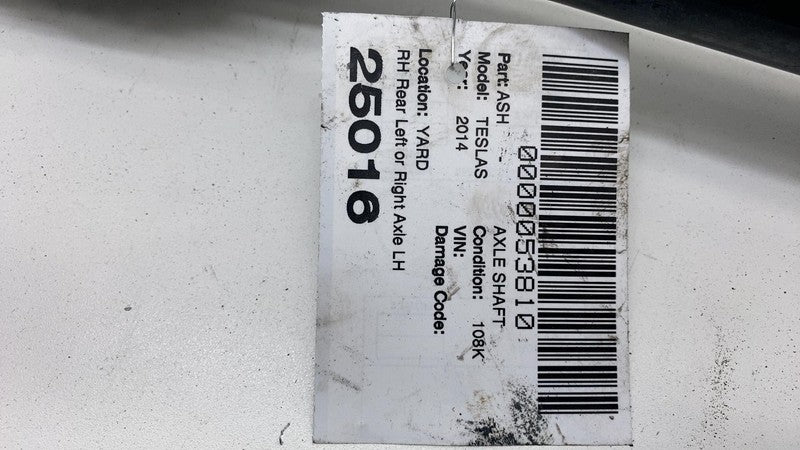 0000053810
Part: ASH AXLE SHAFT
Model: TESLAS Condition: 108K
Year: 2014 VIN:
Damage Code:
Location: YARD
RH Rear Left or Right Axle LH
25016